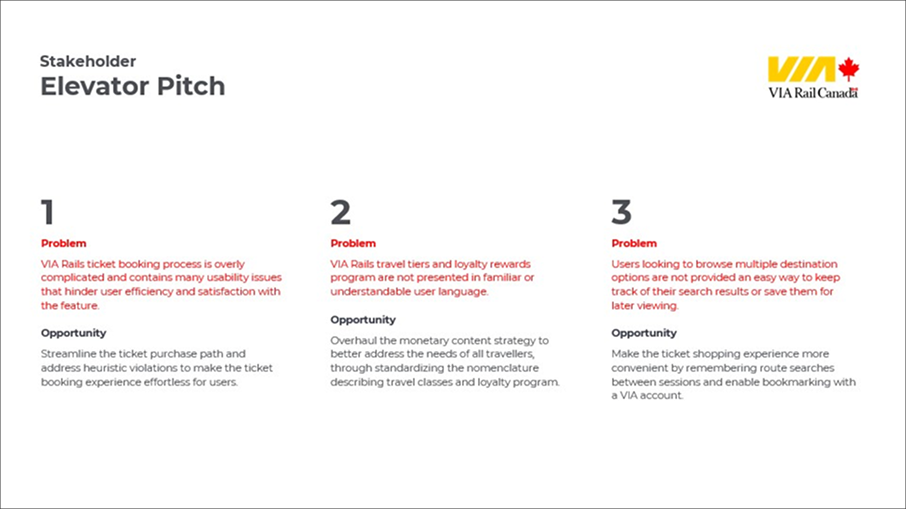 Stakeholder
Elevator Pitch
VIA
VIA Rail Canada
1
Problem
VIA Rails ticket booking process is overly
complicated and contains many usability issues
that hinder user efficiency and satisfaction with
the feature.
Opportunity
Streamline the ticket purchase path and
address heuristic violations to make the ticket
booking experience effortless for users.
2
Problem
VIA Rails travel tiers and loyalty rewards
program are not presented in familiar or
understandable user language.
Opportunity
Overhaul the monetary content strategy to
better address the needs of all travellers,
through standardizing the nomenclature
describing travel classes and loyalty program.
3
Problem
Users looking to browse multiple destination
options are not provided an easy way to keep
track of their search results or save them for
later viewing.
Opportunity
Make the ticket shopping experience more
convenient by remembering route searches
between sessions and enable bookmarking with
a VIA account.